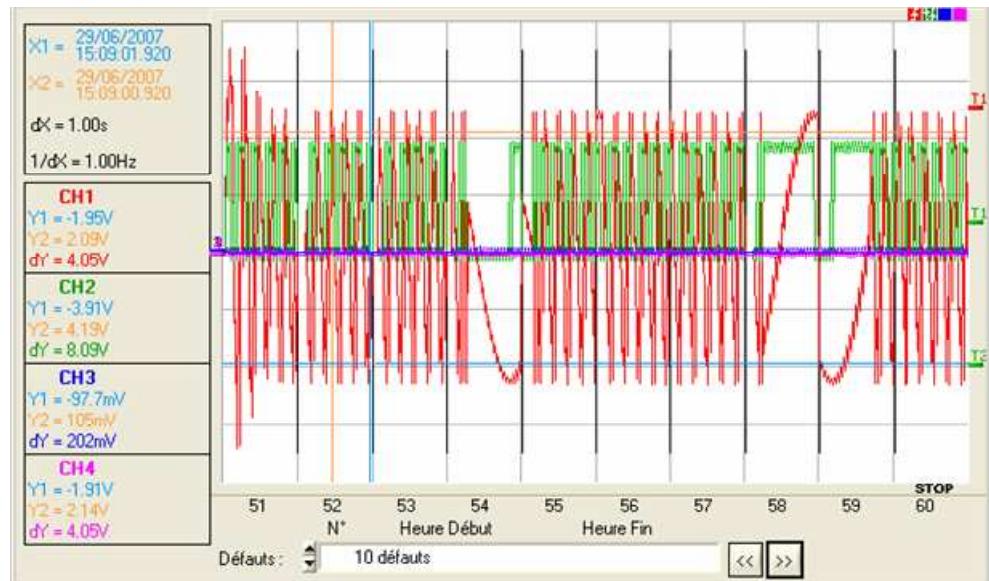 X1 = 29/06/2007
15:09:01.920
X2 = 29/06/2007
15:09:00.920
dX = 1.00s
1/dX = 1.00Hz
CH1
Y1 = -1.95V
Y2 = 2.09V
dY = 4.05V
CH2
Y1 = -3.91V
Y2 = 4.19V
dY = 8.09V
CH3
Y1 = -97.7mV
Y2 = 105mV
dY = 202mV
CH4
Y1 = -1.91V
Y2 = 2.14V
dY = 4.05V
T1
T1
T2
STOP
51 52 53 54 55 56 57 58 59 60
N° Heure Début Heure Fin
Défauts : 10 défauts << >>